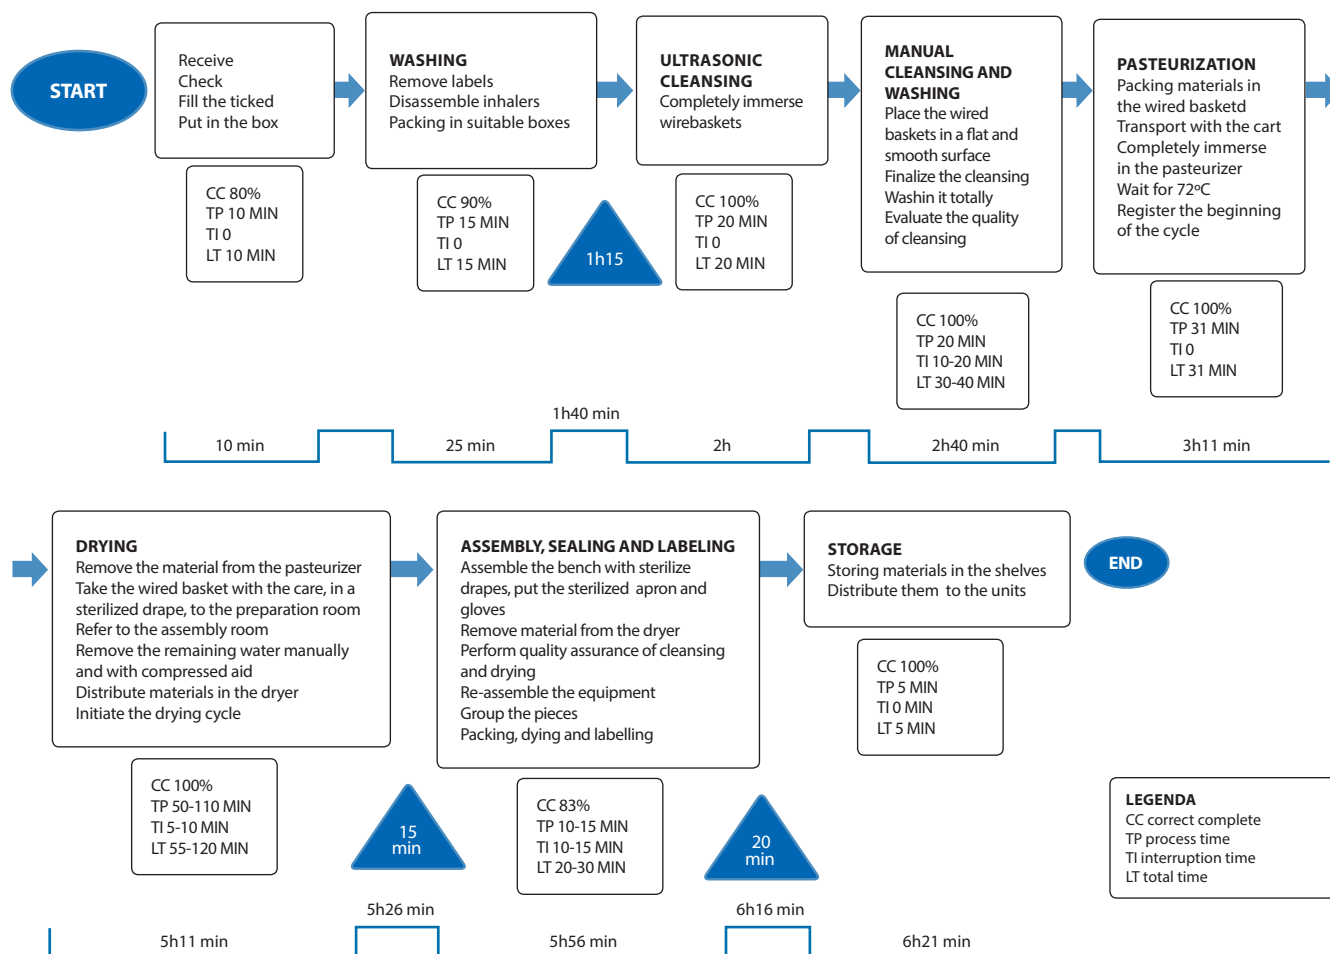 START
Receive
Check
Fill the ticked
Put in the box
CC 80%
TP 10 MIN
TI 0
LT 10 MIN
WASHING
Remove labels
Disassemble inhalers
Packing in suitable boxes
CC 90%
TP 15 MIN
TI 0
LT 15 MIN
1h15
ULTRASONIC
CLEANSING
Completely immerse
wirebaskets
CC 100%
TP 20 MIN
TI 0
LT 20 MIN
MANUAL
CLEANSING AND
WASHING
Place the wired
baskets in a flat and
smooth surface
Finalize the cleansing
Washin it totally
Evaluate the quality
of cleansing
CC 100%
TP 20 MIN
TI 10-20 MIN
LT 30-40 MIN
PASTEURIZATION
Packing materials in
the wired basketd
Transport with the cart
Completely immerse
in the pasteurizer
Wait for 72ºC
Register the beginning
of the cycle
CC 100%
TP 31 MIN
TI 0
LT 31 MIN
10 min
25 min
1h40 min
2h
2h40 min
3h11 min
DRYING
Remove the material from the pasteurizer
Take the wired basket with the care, in a
sterilized drape, to the preparation room
Refer to the assembly room
Remove the remaining water manually
and with compressed aid
Distribute materials in the dryer
Initiate the drying cycle
CC 100%
TP 50-110 MIN
TI 5-10 MIN
LT 55-120 MIN
15
min
ASSEMBLY, SEALING AND LABELING
Assemble the bench with sterilize
drapes, put the sterilized apron and
gloves
Remove material from the dryer
Perform quality assurance of cleansing
and drying
Re-assemble the equipment
Group the pieces
Packing, dying and labelling
CC 83%
TP 10-15 MIN
TI 10-15 MIN
LT 20-30 MIN
20
min
STORAGE
Storing materials in the shelves
Distribute them to the units
CC 100%
TP 5 MIN
TI 0 MIN
LT 5 MIN
END
LEGENDA
CC correct complete
TP process time
TI interruption time
LT total time
5h11 min
5h26 min
5h56 min
6h16 min
6h21 min